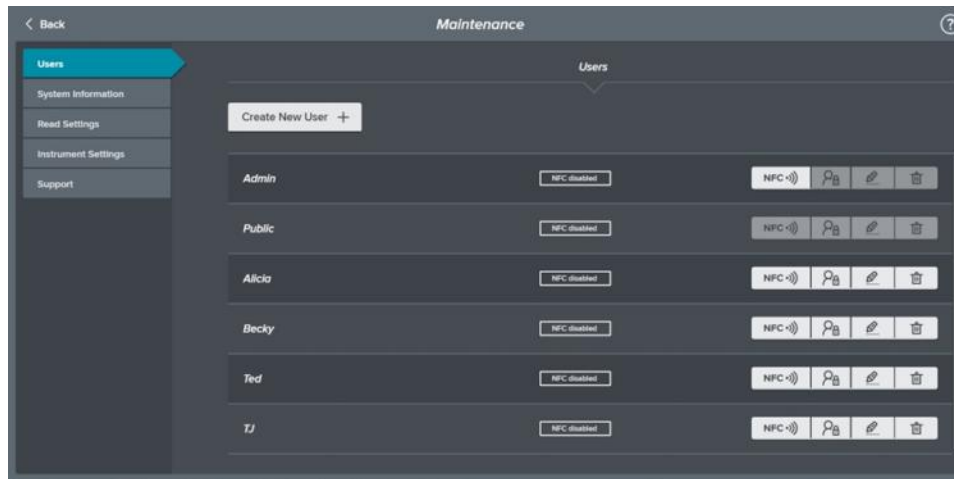 Back
Maintenance
?
Users
System Information
Read Settings
Instrument Settings
Support
Users
Create New User +
Admin NFC disabled NFC
Public NFC disabled NFC
Alicia NFC disabled NFC
Becky NFC disabled NFC
Ted NFC disabled NFC
TJ NFC disabled NFC